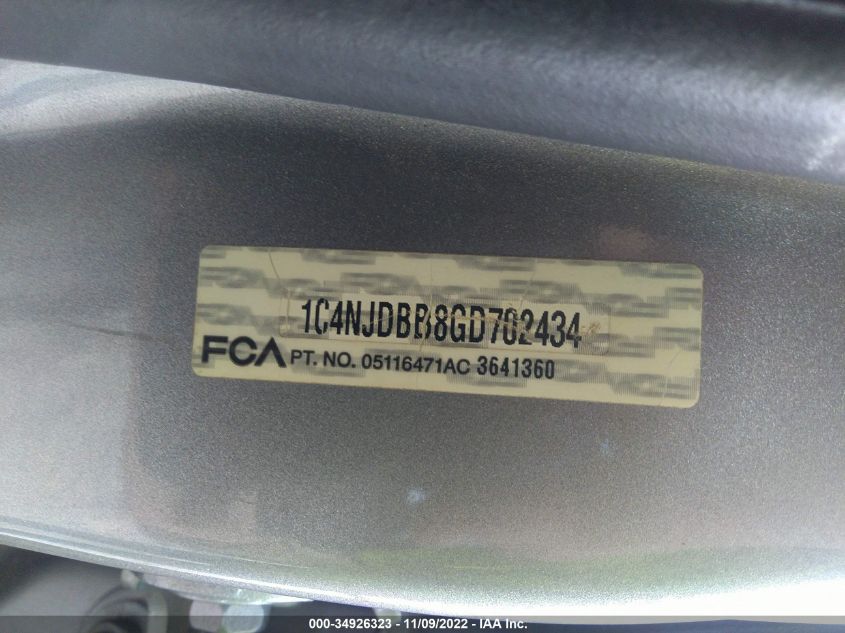 1C4NJDBB8GD702434
FCA PT. NO. 05116471AC 3641360
000-34926323 - 11/09/2022 - IAA Inc.